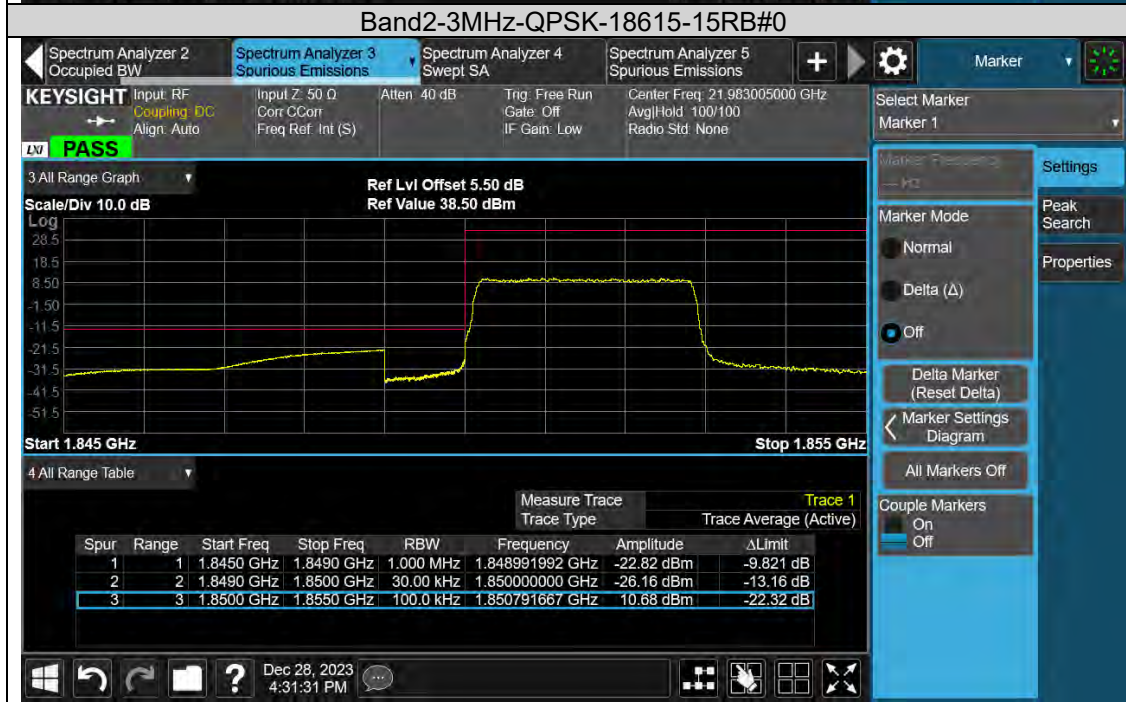 Band2-3MHz-QPSK-18615-15RB#0
Spectrum Analyzer 2
Occupied BW
Spectrum Analyzer 3
Spurious Emissions
Spectrum Analyzer 4
Swept SA
Spectrum Analyzer 5
Spurious Emissions
+
Marker
KEYSIGHT
Input: RF
Coupling: DC
Align: Auto
Input Z: 50 Ω
Corr CCorr
Freq Ref: Int (S)
Atten: 40 dB
Trig: Free Run
Gate: Off
IF Gain: Low
Center Freq: 21.983005000 GHz
Avg|Hold: 100/100
Radio Std: None
LXI
PASS
Select Marker
Marker 1
Marker Frequency
--- Hz
Settings
Peak
Search
Properties
Marker Mode
Normal
Delta (Δ)
Off
Delta Marker
(Reset Delta)
Marker Settings
Diagram
All Markers Off
Couple Markers
On
Off
3 All Range Graph
Ref Lvl Offset 5.50 dB
Scale/Div 10.0 dB
Ref Value 38.50 dBm
Log
28.5
18.5
8.50
-1.50
-11.5
-21.5
-31.5
-41.5
-51.5
Start 1.845 GHz
Stop 1.855 GHz
4 All Range Table
Measure Trace Trace 1
Trace Type Trace Average (Active)
Spur Range Start Freq Stop Freq RBW Frequency Amplitude ΔLimit
1 1 1.8450 GHz 1.8490 GHz 1.000 MHz 1.848991992 GHz -22.82 dBm -9.821 dB
2 2 1.8490 GHz 1.8500 GHz 30.00 kHz 1.850000000 GHz -26.16 dBm -13.16 dB
3 3 1.8500 GHz 1.8550 GHz 100.0 kHz 1.850791667 GHz 10.68 dBm -22.32 dB
?
Dec 28, 2023
4:31:31 PM